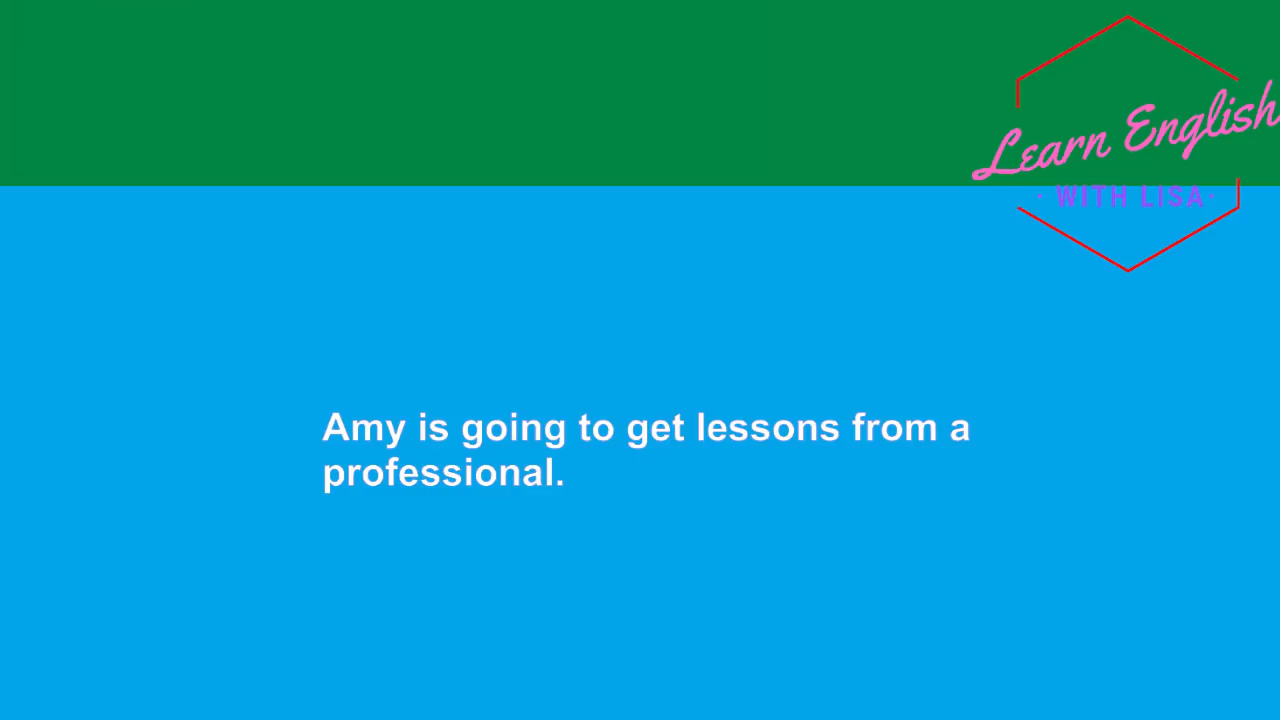 Learn English
· WITH LISA ·
Amy is going to get lessons from a
professional.